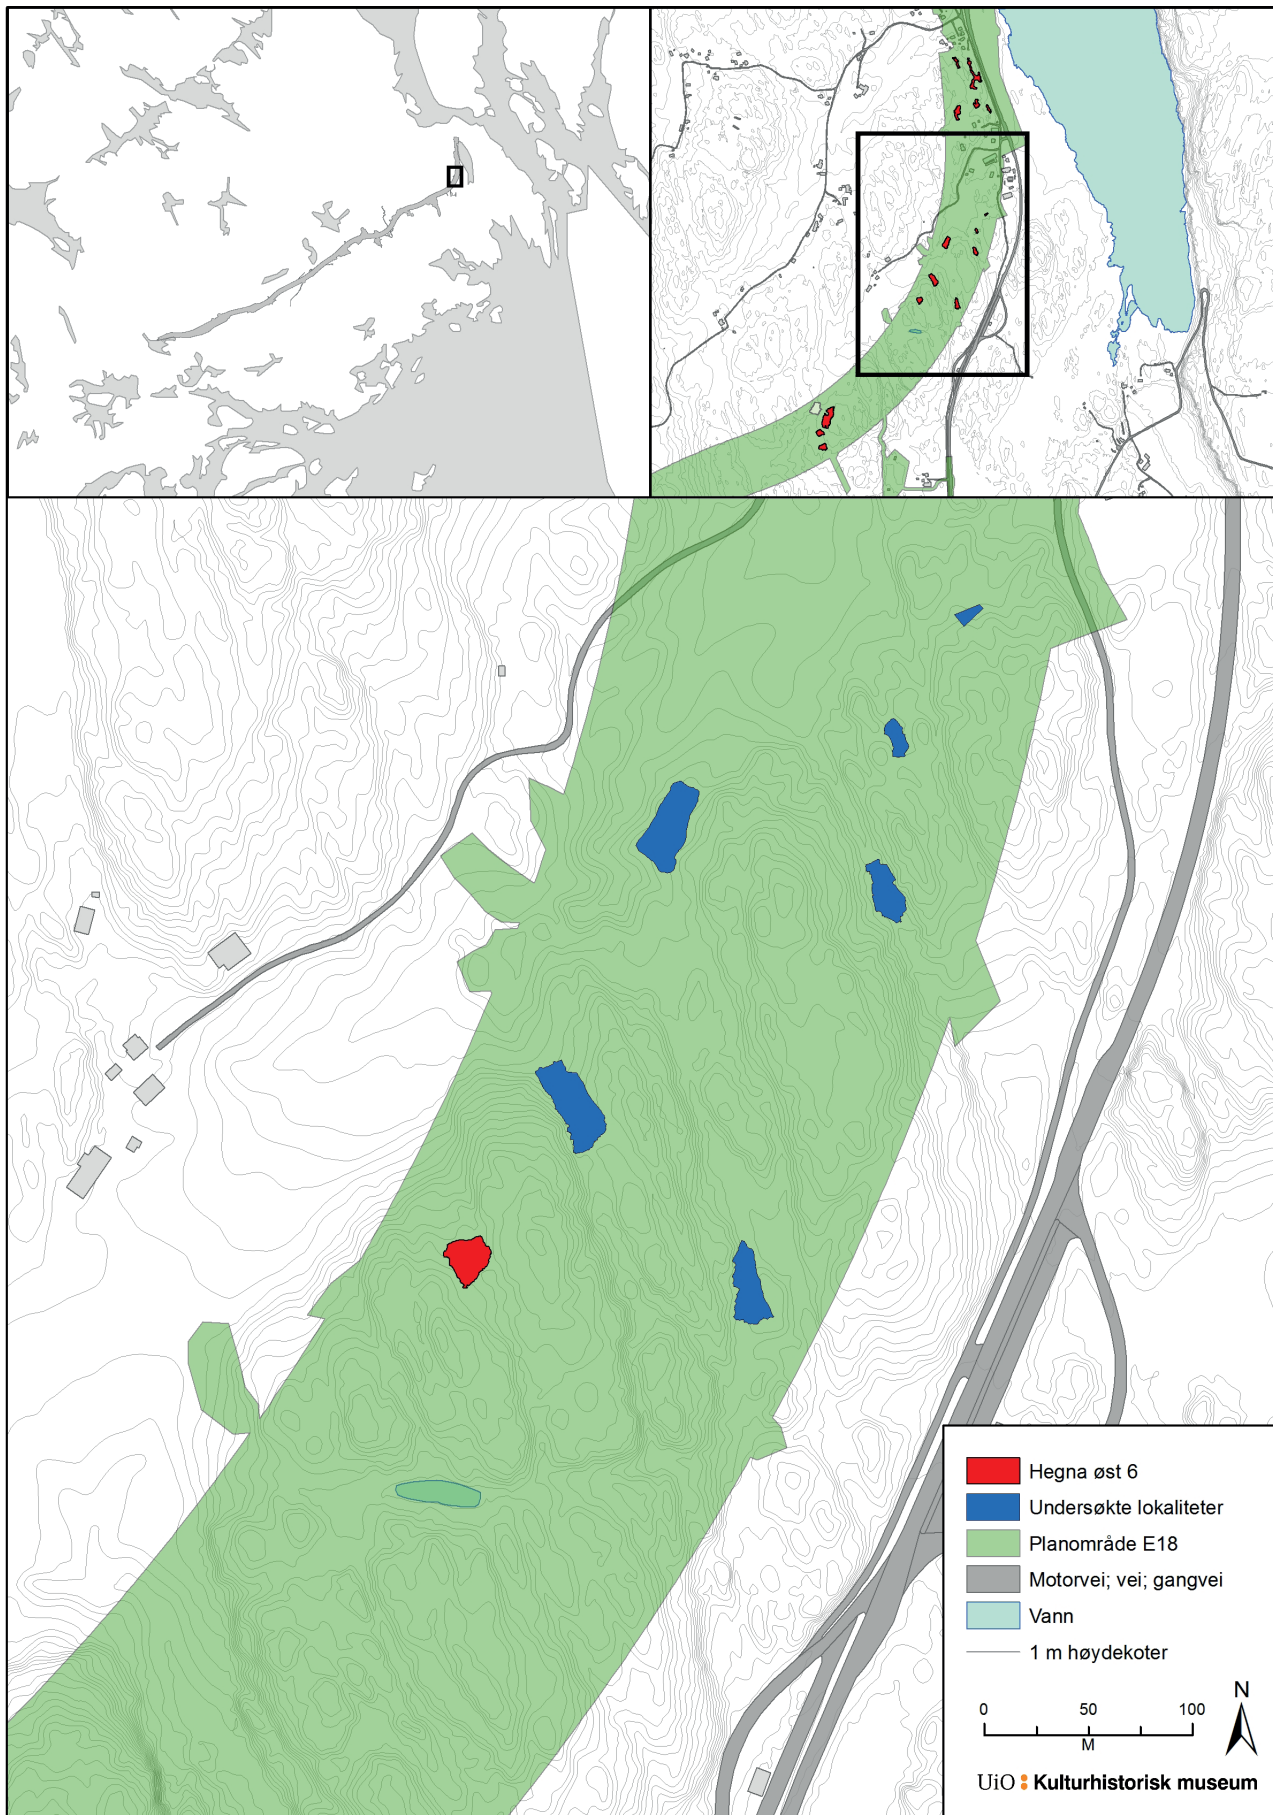 Hegna øst 6
Undersøkte lokaliteter
Planområde E18
Motorvei; vei; gangvei
Vann
1 m høydekoter
N
0 50 100
M
UiO Kulturhistorisk museum